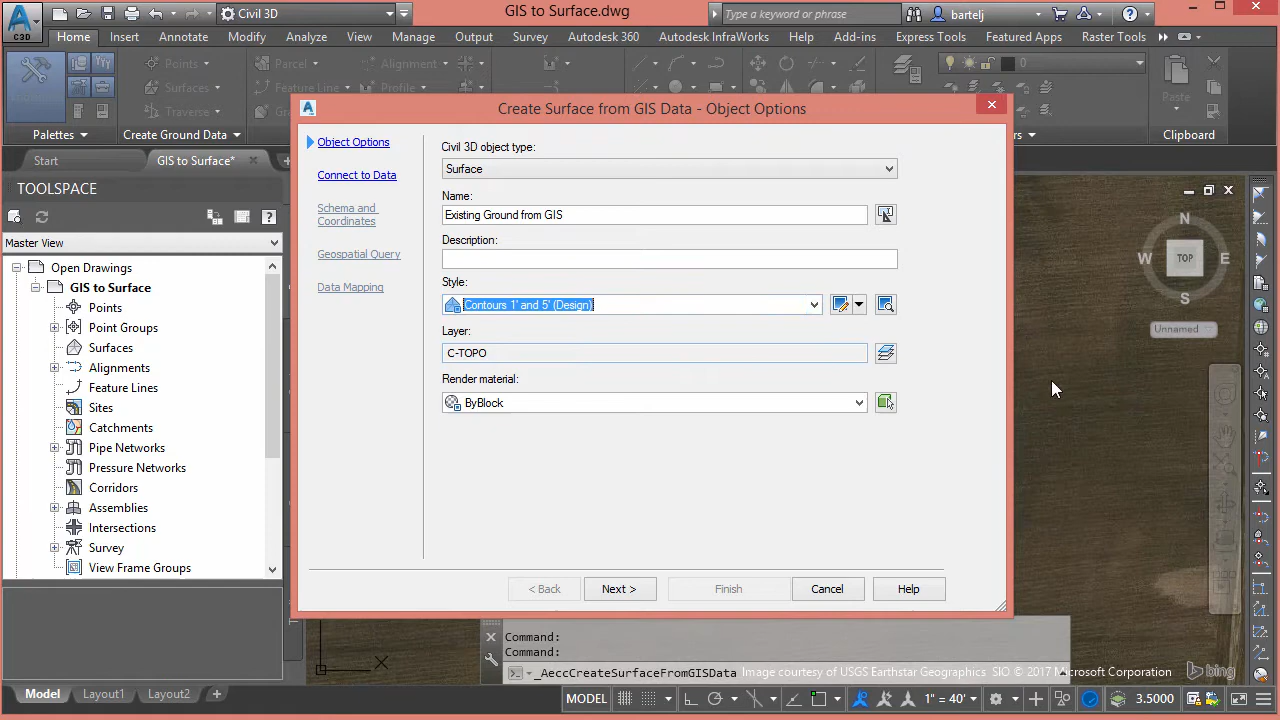 Civil 3D
GIS to Surface.dwg
Type a keyword or phrase
bartelj
C3D
Home Insert Annotate Modify Analyze View Manage Output Survey Autodesk 360 Autodesk InfraWorks Help Add-ins Express Tools Featured Apps Raster Tools
Points
Parcel
Alignment
0
Surfaces
Feature Line
Profile
Traverse
Paste
Palettes
Create Ground Data
Clipboard
Start
GIS to Surface*
TOOLSPACE
Master View
Open Drawings
GIS to Surface
Points
Point Groups
Surfaces
Alignments
Feature Lines
Sites
Catchments
Pipe Networks
Pressure Networks
Corridors
Assemblies
Intersections
Survey
View Frame Groups
Create Surface from GIS Data - Object Options
Object Options
Connect to Data
Schema and
Coordinates
Geospatial Query
Data Mapping
Civil 3D object type:
Surface
Name:
Existing Ground from GIS
Description:
Style:
Contours 1' and 5' (Design)
Layer:
C-TOPO
Render material:
ByBlock
< Back
Next >
Finish
Cancel
Help
N
W
TOP
E
S
Unnamed
Command:
Command:
_AeccCreateSurfaceFromGISData
Image courtesy of USGS Earthstar Geographics SIO © 2017 Microsoft Corporation
bing
X
Model Layout1 Layout2 +
MODEL
1" = 40'
3.5000